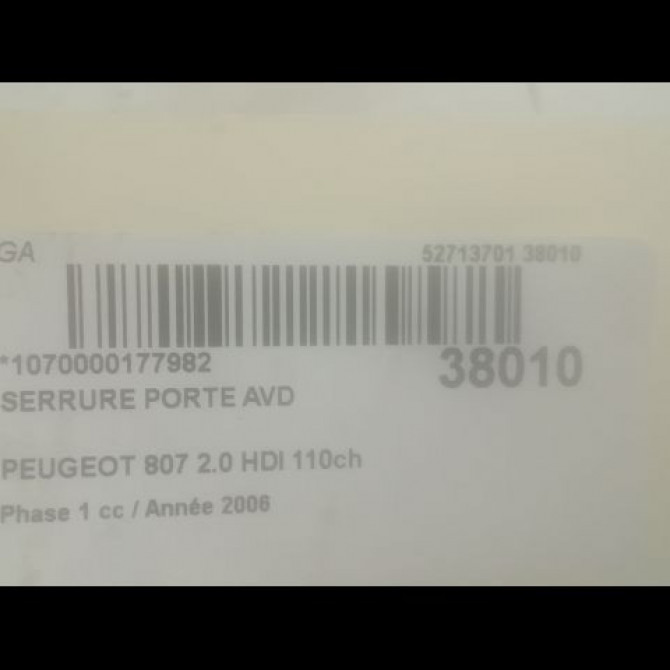 GA
52713701 38010
*1070000177982
38010
SERRURE PORTE AVD
PEUGEOT 807 2.0 HDI 110ch
Phase 1 cc / Année 2006